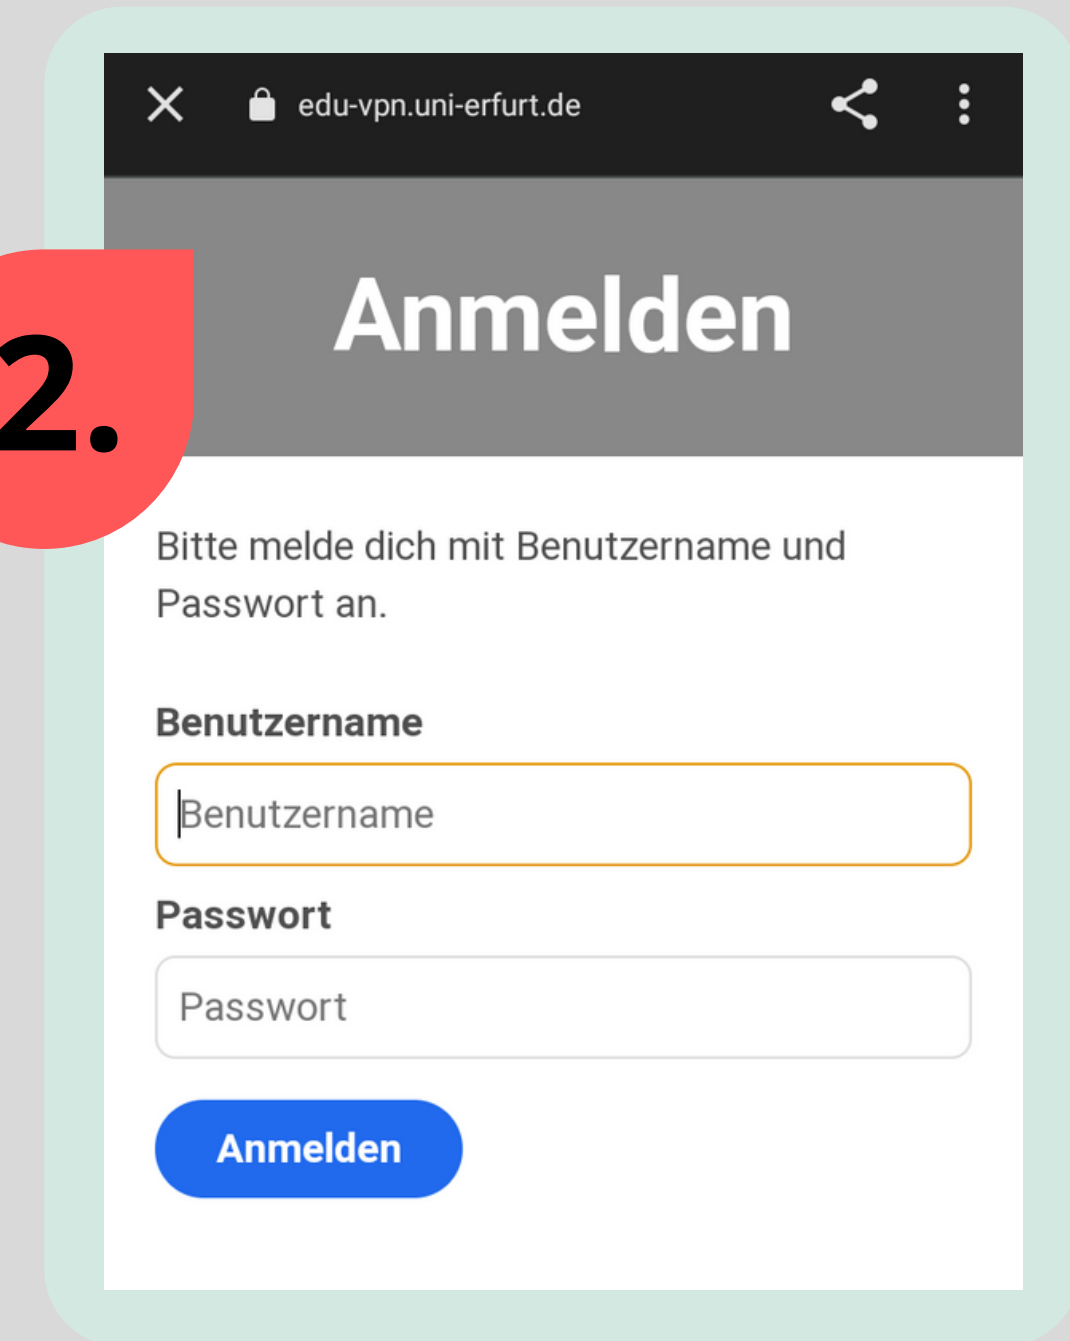 edu-vpn.uni-erfurt.de
Anmelden
2.
Bitte melde dich mit Benutzername und
Passwort an.
Benutzername
Benutzername
Passwort
Passwort
Anmelden